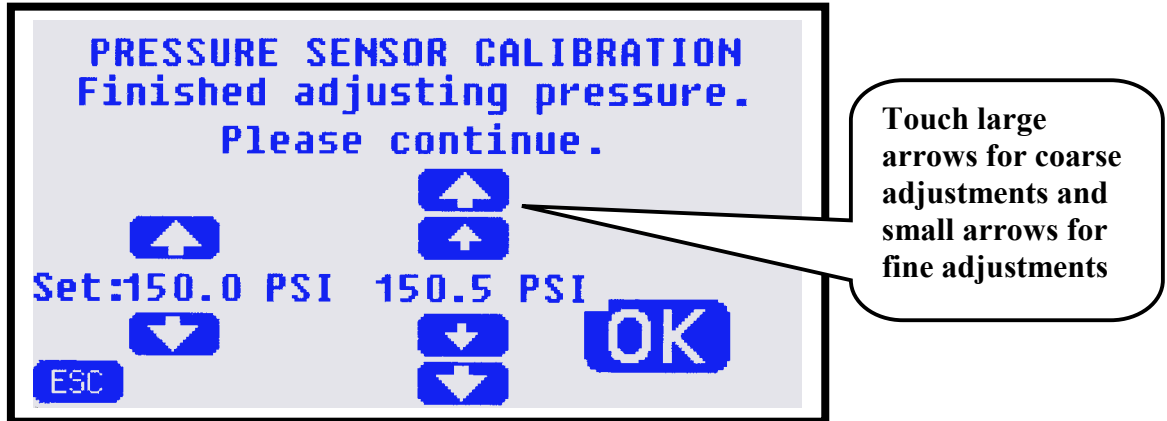 PRESSURE SENSOR CALIBRATION
Finished adjusting pressure.
Please continue.
Set:150.0 PSI 150.5 PSI
OK
ESC
Touch large
arrows for coarse
adjustments and
small arrows for
fine adjustments